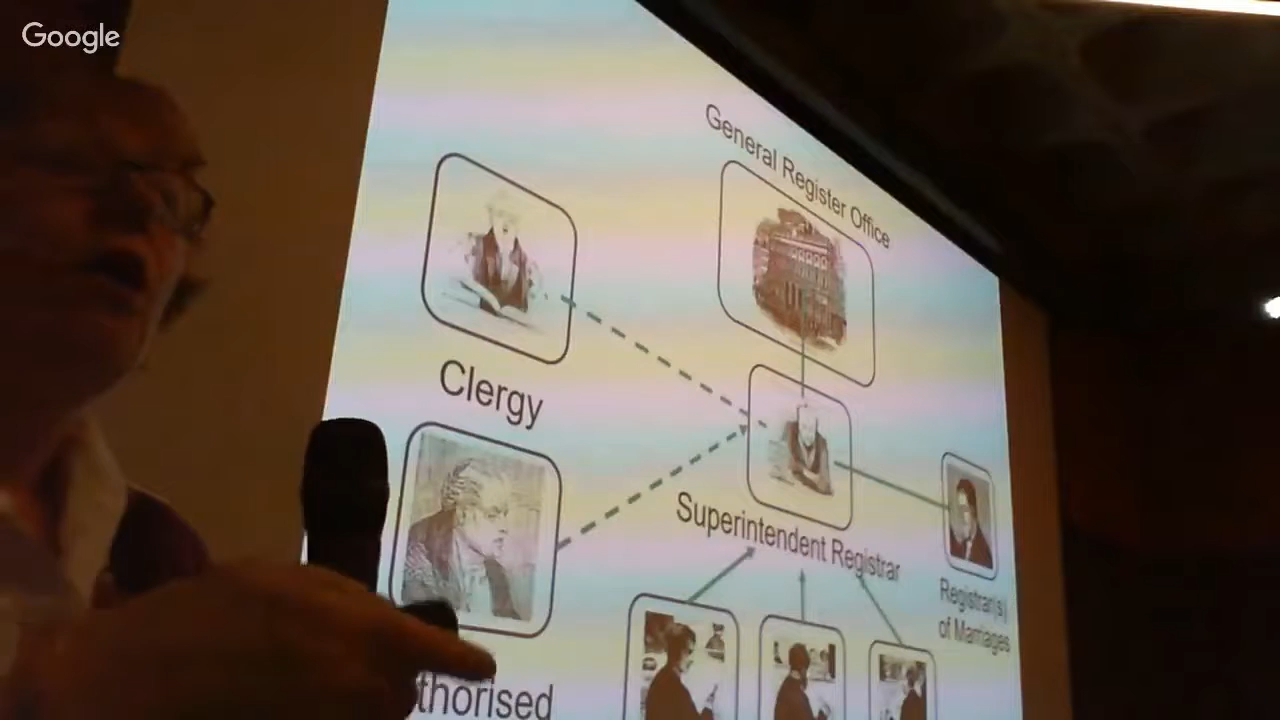 Google
General Register Office
Clergy
Superintendent Registrar
Registrar(s)
of Marriages
thorised